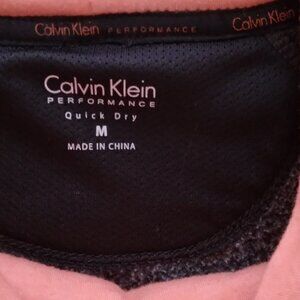 Calvin Klein PERFORMANCE Calvin Klein
Calvin Klein
PERFORMANCE
Quick Dry
M
MADE IN CHINA